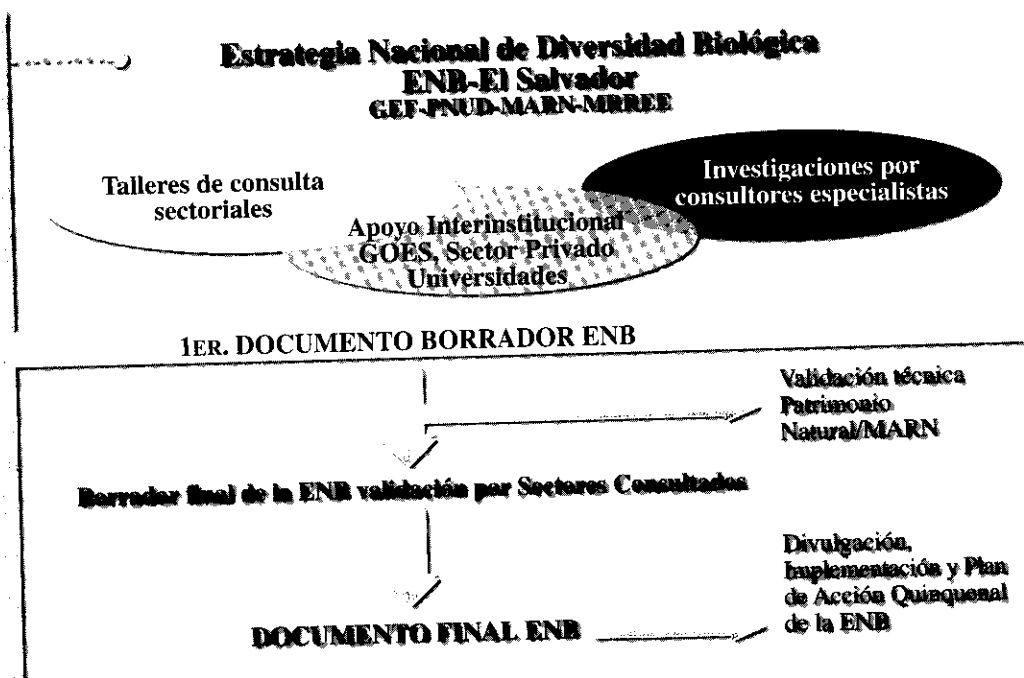 Estrategia Nacional de Diversidad Biológica
ENB-El Salvador
GEF-PNUD-MARN-MRREE
Talleres de consulta
sectoriales
Investigaciones por
consultores especialistas
Apoyo Interinstitucional
GOES, Sector Privado
Universidades
1ER. DOCUMENTO BORRADOR ENB
Validación técnica
Patrimonio
Natural/MARN
Borrador final de la ENB validación por Sectores Consultados
Divulgación,
Implementación y Plan
de Acción Quinquenal
de la ENB
DOCUMENTO FINAL ENB